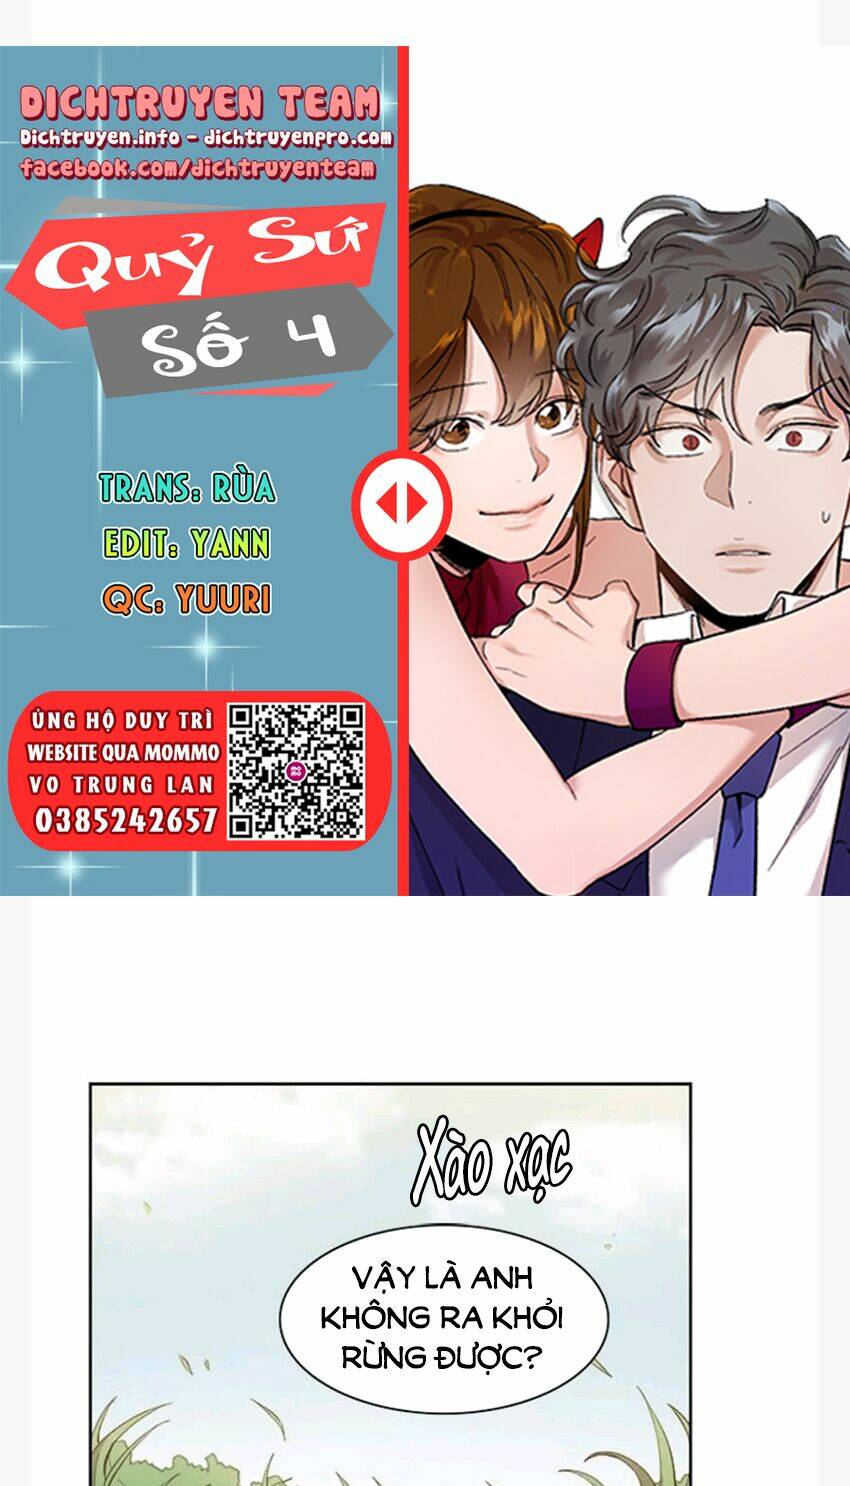 DICHTRUYEN TEAM
Dichtruyen.info - dichtruyenpro.com
facebook.com/dichtruyenteam
Quỷ Sứ
Số 4
TRANS: RÙA
EDIT: YANN
QC: YUURI
ỦNG HỘ DUY TRÌ
WEBSITE QUA MOMMO
VO TRUNG LAN
0385242657
Xào xạc
VẬY LÀ ANH
KHÔNG RA KHỎI
RỪNG ĐƯỢC?